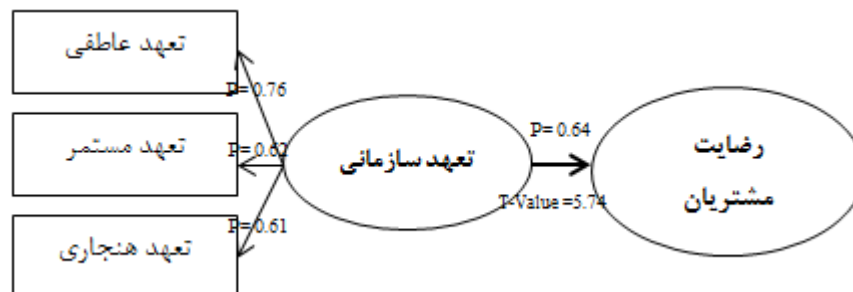 تعهد عاطفی
P= 0.76
تعهد مستمر
P= 0.62
تعهد هنجاری
P= 0.61
تعهد سازمانی
P= 0.64
T-Value =5.74
رضایت
مشتریان